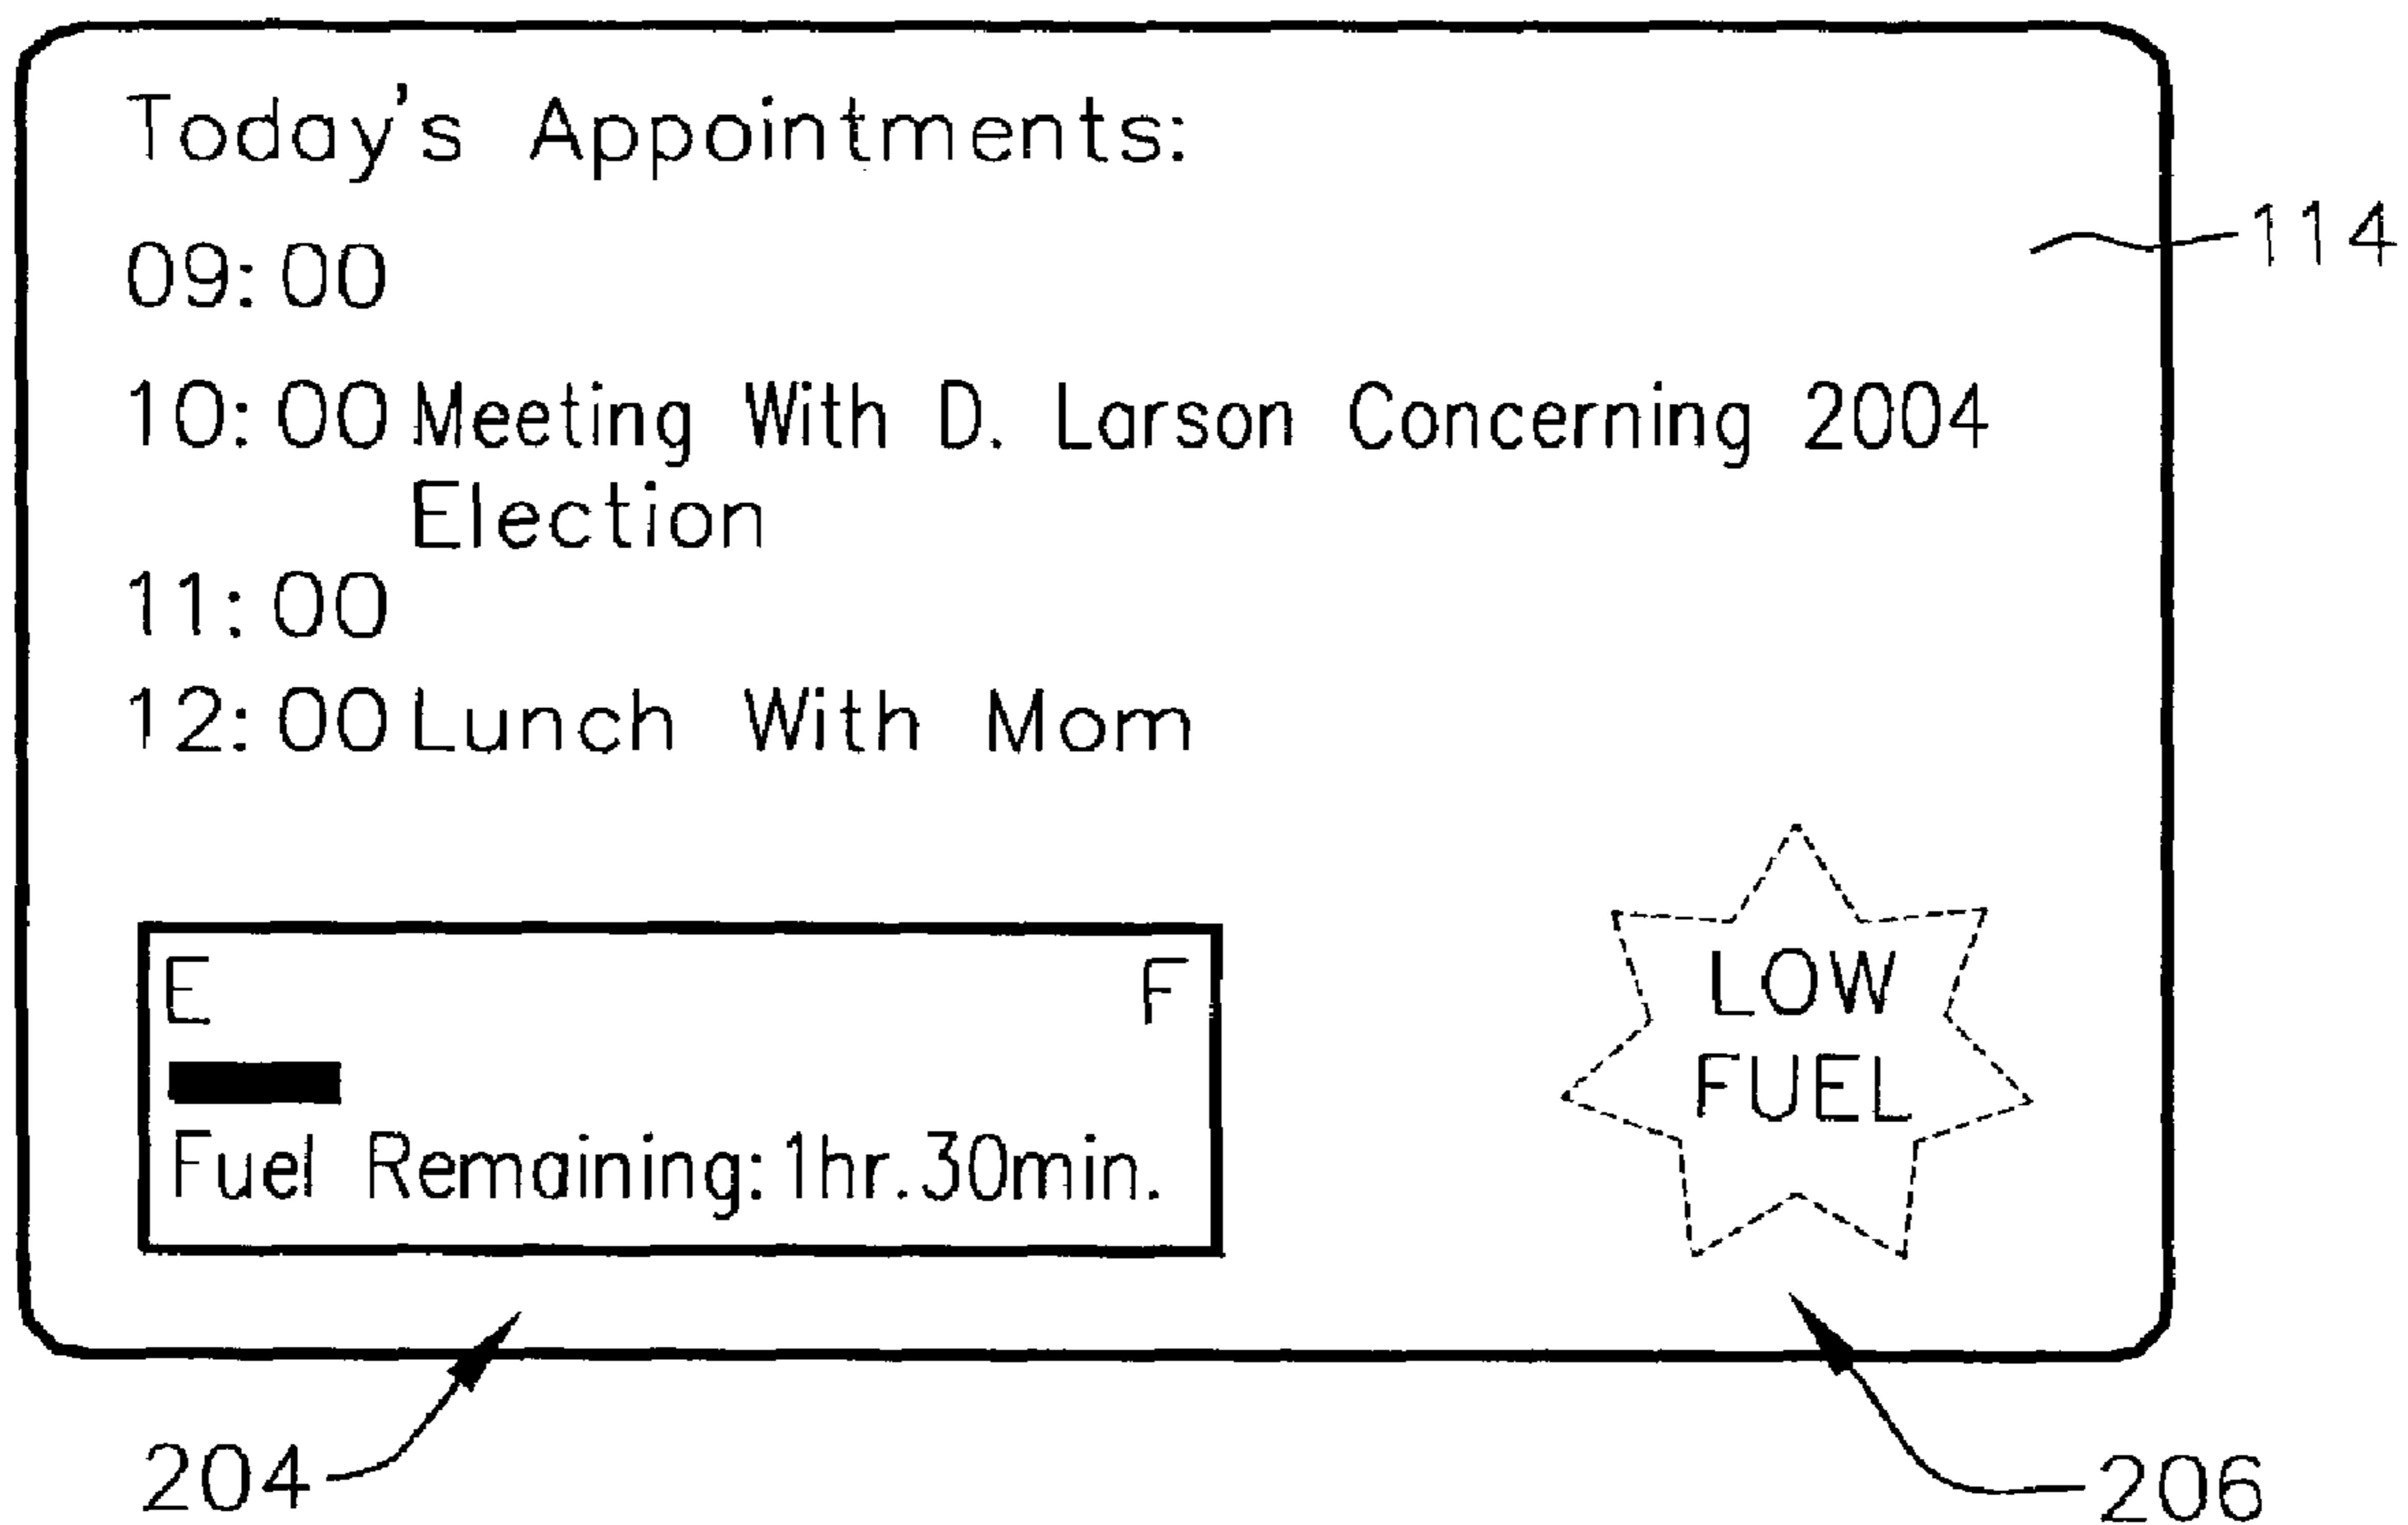 Today's Appointments:
09:00
114
10:00 Meeting With D. Larson Concerning 2004
Election
11:00
12:00 Lunch With Mom
E F
Fuel Remaining: 1hr. 30min.
LOW
FUEL
204
206